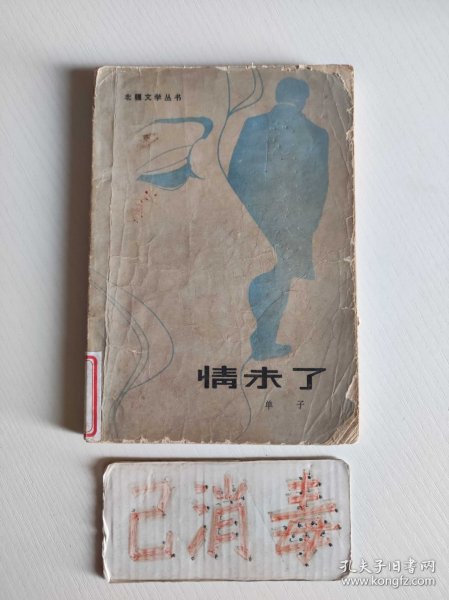 北疆文学丛书
情未了
单子
已消毒
孔夫子旧书网
www.kongfz.com